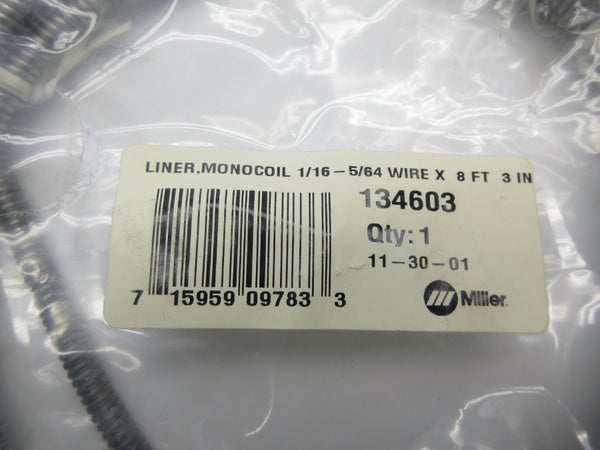 LINER,MONOCOIL 1/16 – 5/64 WIRE X 8 FT 3 IN
134603
Qty: 1
11–30–01
7 15959 09783 3
Miller